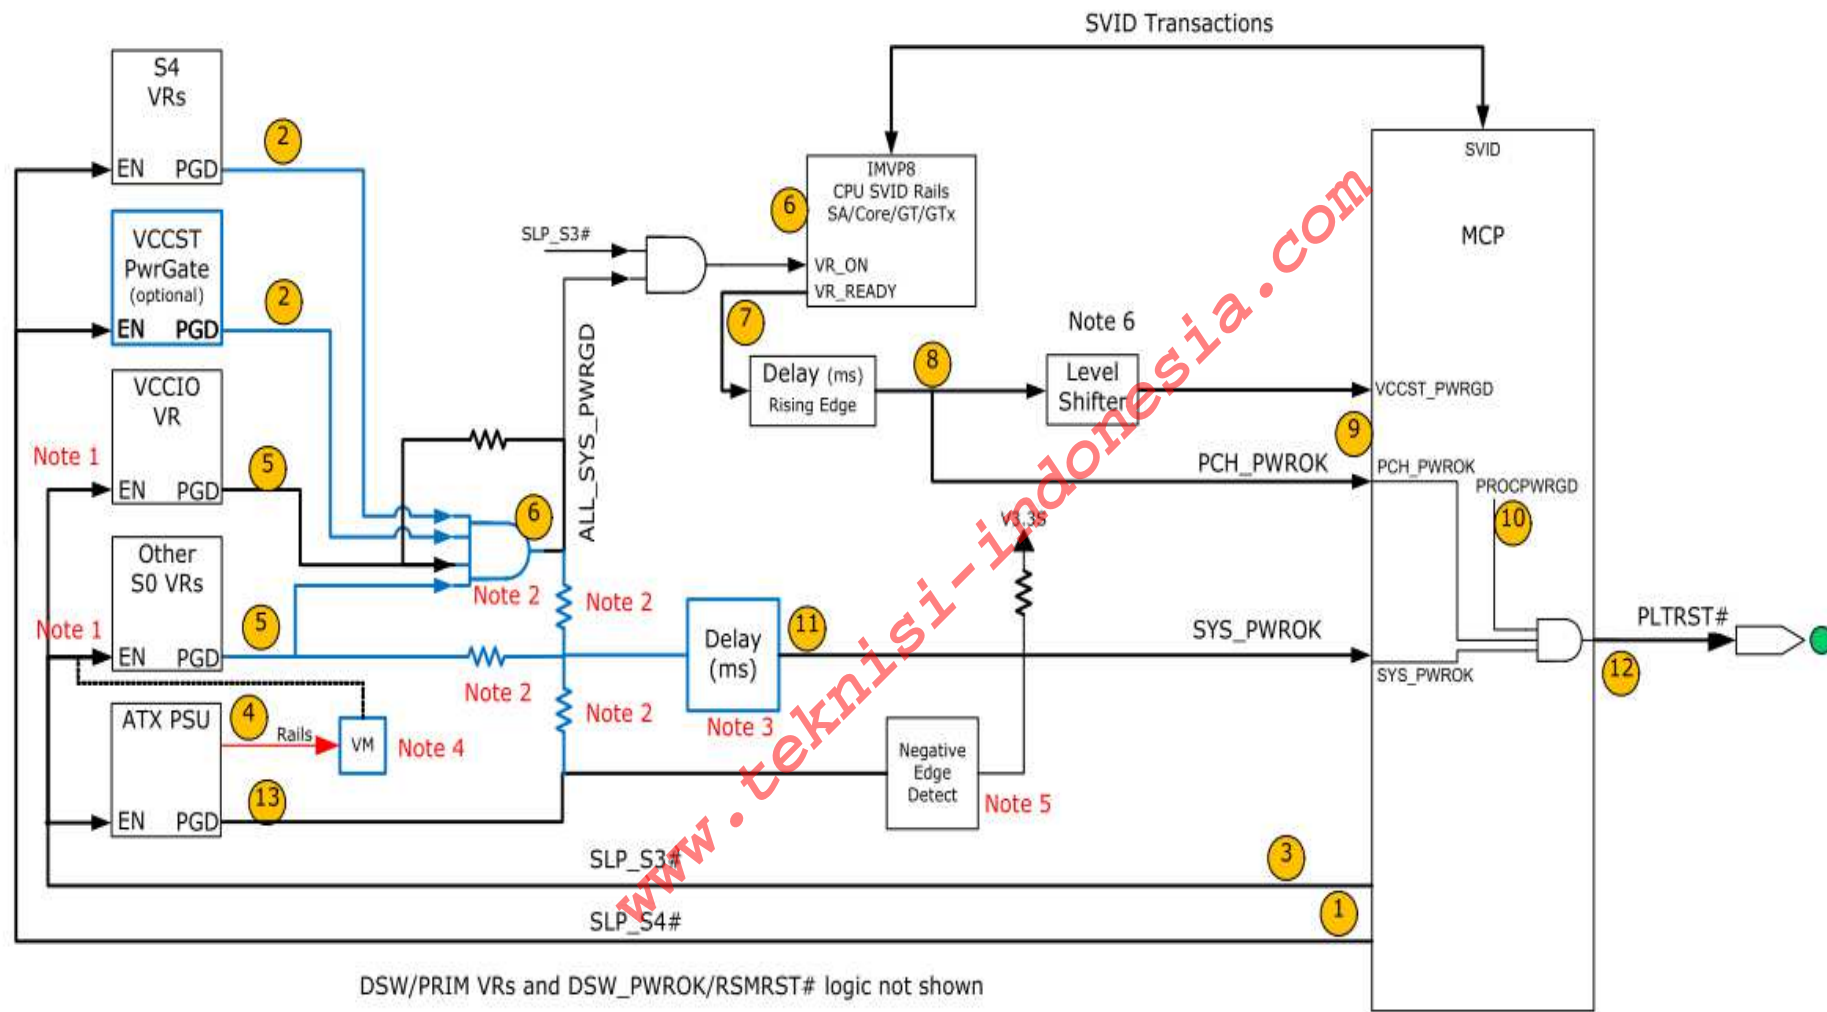 SVID Transactions
S4
VRs
EN PGD
2
VCCST
PwrGate
(optional)
EN PGD
2
VCCIO
VR
Note 1
EN PGD
5
Other
S0 VRs
Note 1
EN PGD
5
ATX PSU
4
Rails
VM
Note 4
EN PGD
13
6
Note 2
Note 2
Note 2
Note 2
ALL_SYS_PWRGD
SLP_S3#
6
IMVP8
CPU SVID Rails
SA/Core/GT/GTx
VR_ON
VR_READY
7
Delay (ms)
Rising Edge
8
Note 6
Level
Shifter
PCH_PWROK
V3.3S
Delay
(ms)
Note 3
11
SYS_PWROK
Negative
Edge
Detect
Note 5
SVID
MCP
VCCST_PWRGD
9
PCH_PWROK
PROCPWRGD
10
SYS_PWROK
12
PLTRST#
SLP_S3#
3
SLP_S4#
1
DSW/PRIM VRs and DSW_PWROK/RSMRST# logic not shown
www.teknisi-indonesia.com